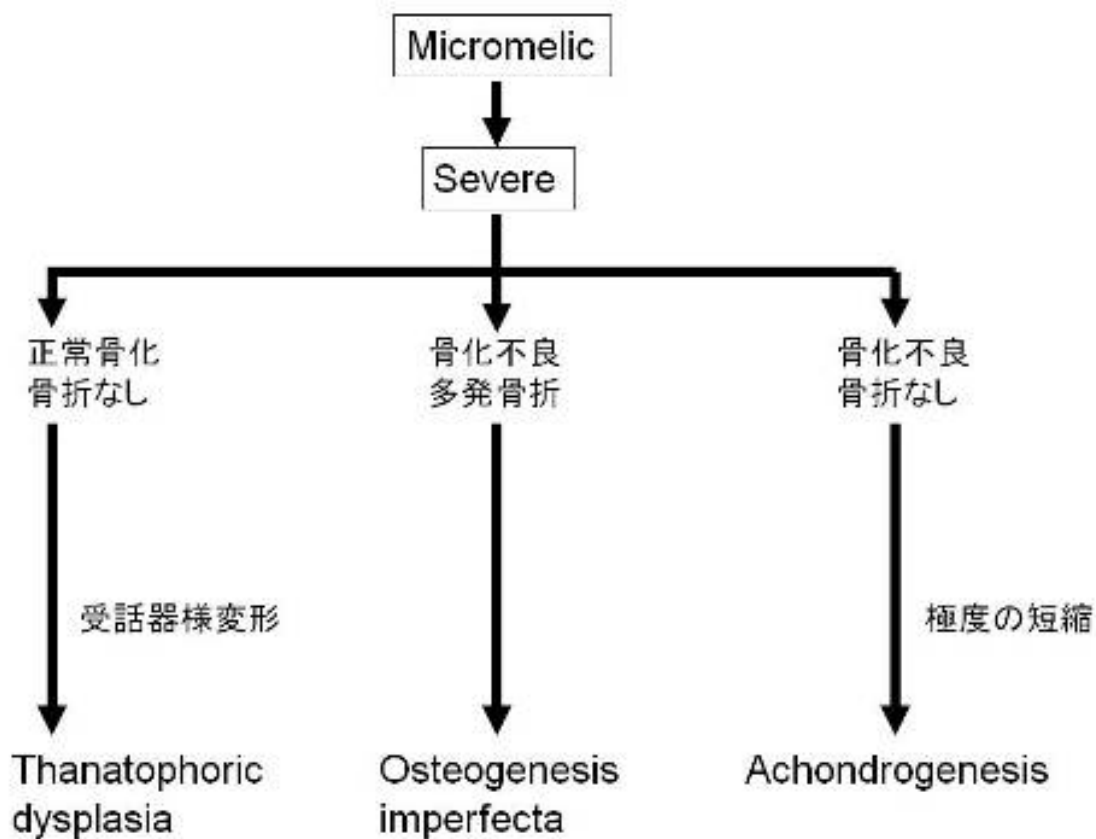 Micromelic
Severe
正常骨化
骨折なし
骨化不良
多発骨折
骨化不良
骨折なし
受話器様変形
極度の短縮
Thanatophoric
dysplasia
Osteogenesis
imperfecta
Achondrogenesis